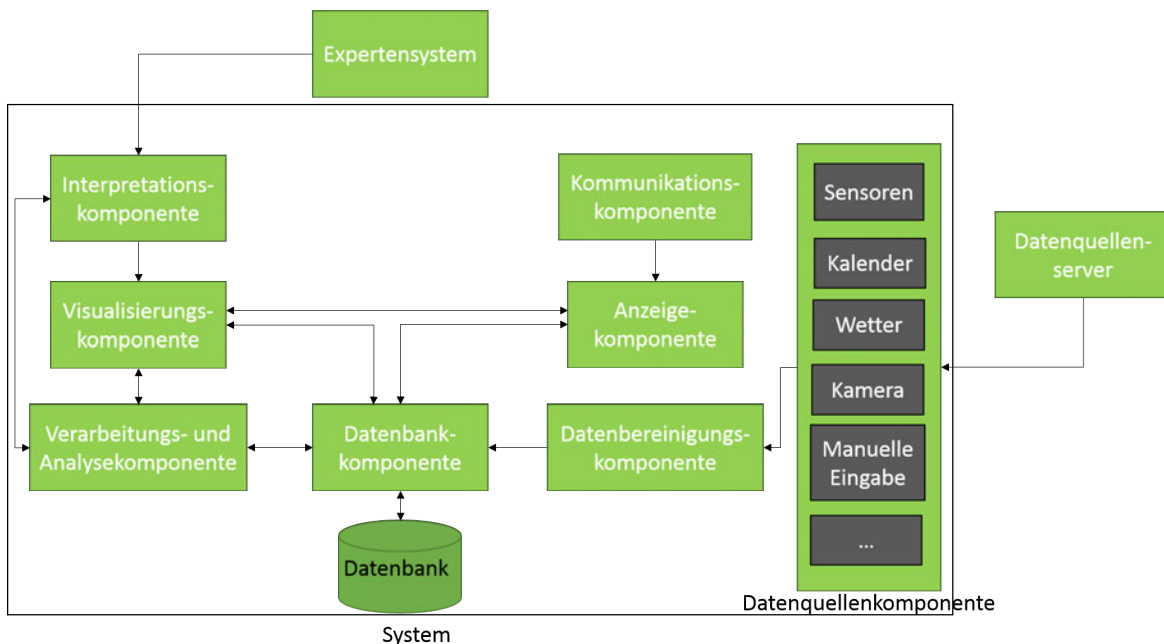 Expertensystem
Interpretations-
komponente
Kommunikations-
komponente
Sensoren
Kalender
Datenquellen-
server
Visualisierungs-
komponente
Anzeige-
komponente
Wetter
Kamera
Verarbeitungs- und
Analysekomponente
Datenbank-
komponente
Datenbereinigungs-
komponente
Manuelle
Eingabe
...
Datenbank
Datenquellenkomponente
System